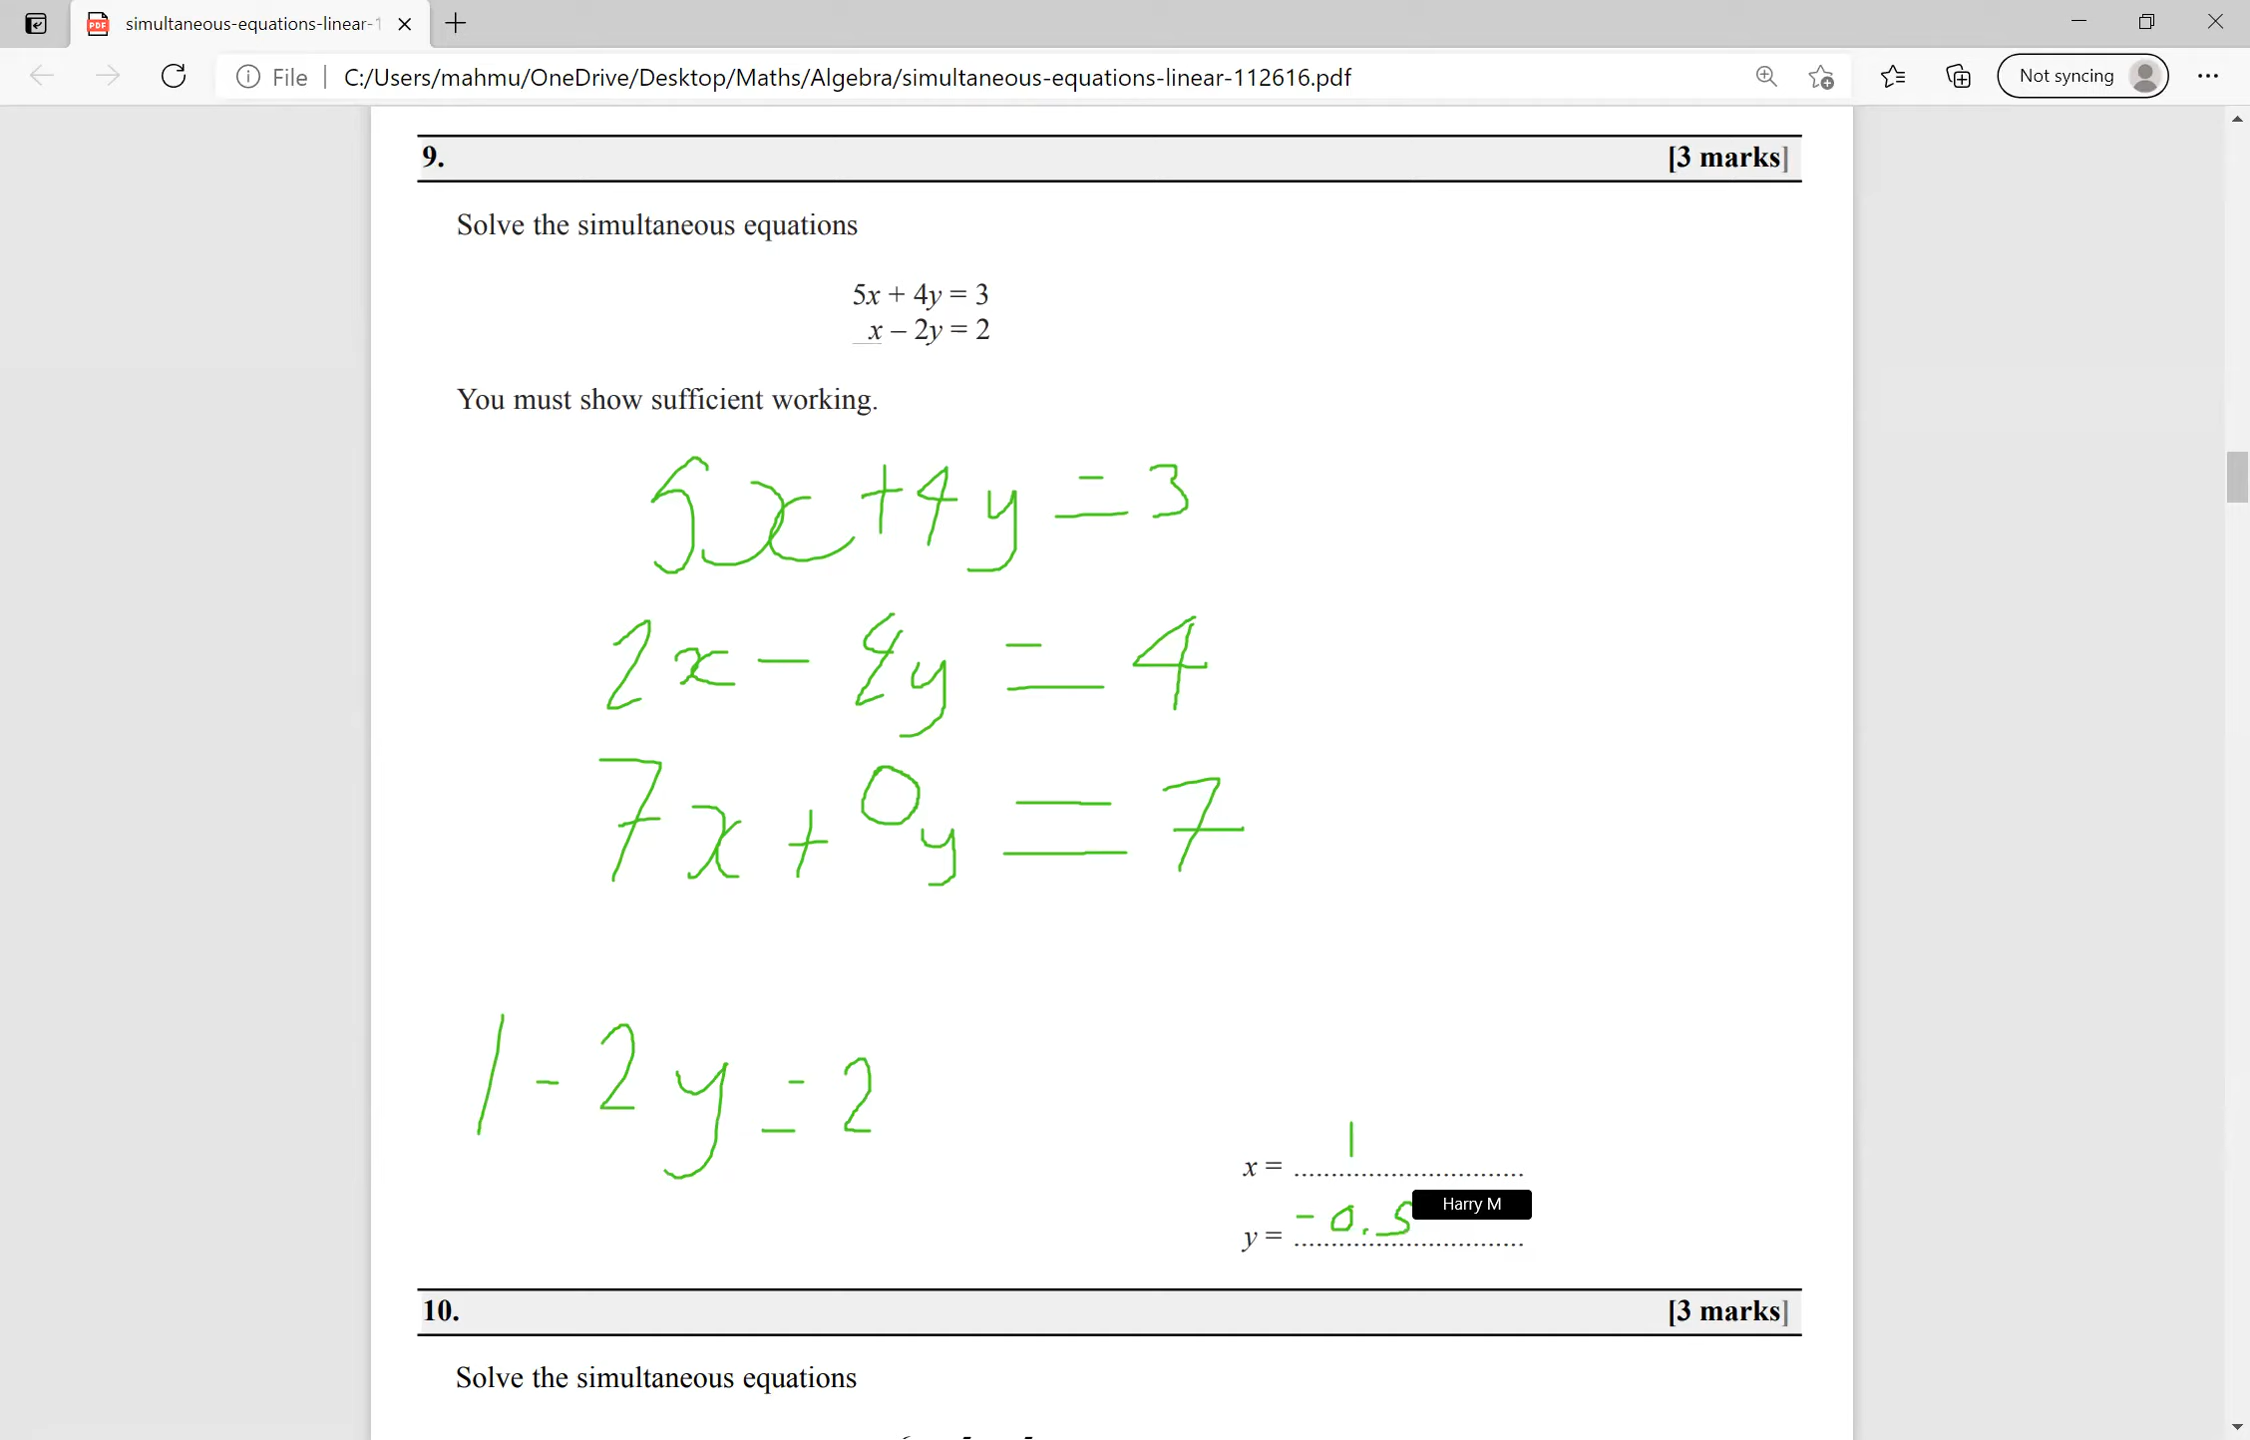 simultaneous-equations-linear-1
File | C:/Users/mahmu/OneDrive/Desktop/Maths/Algebra/simultaneous-equations-linear-112616.pdf
Not syncing
9. [3 marks]
Solve the simultaneous equations
5x + 4y = 3
x – 2y = 2
You must show sufficient working.
5x + 4y = 3
2x - 4y = 4
7x + 0y = 7
1 - 2y = 2
x = 1
Harry M
y = - 0.5
10. [3 marks]
Solve the simultaneous equations